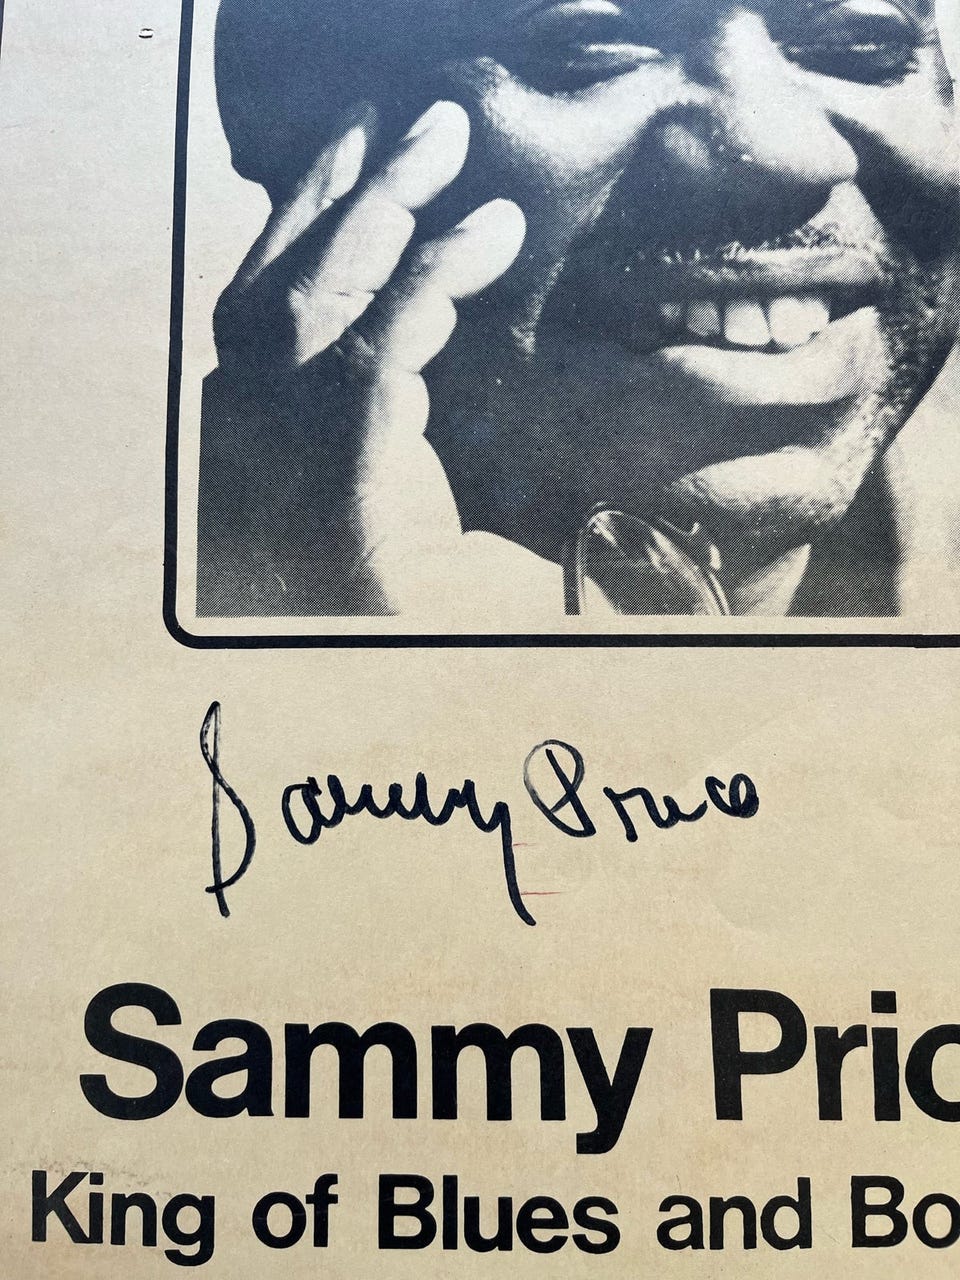 Sammy Price
Sammy Pric
King of Blues and Bo